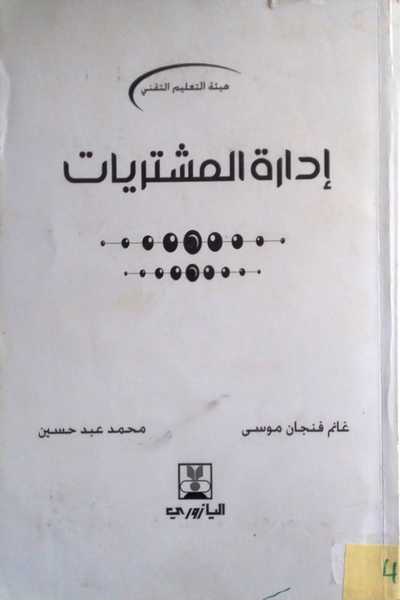 هيئة التعليم التقني
إدارة المشتريات
غانم فنجان موسى
محمد عبد حسين
اليازوري
4